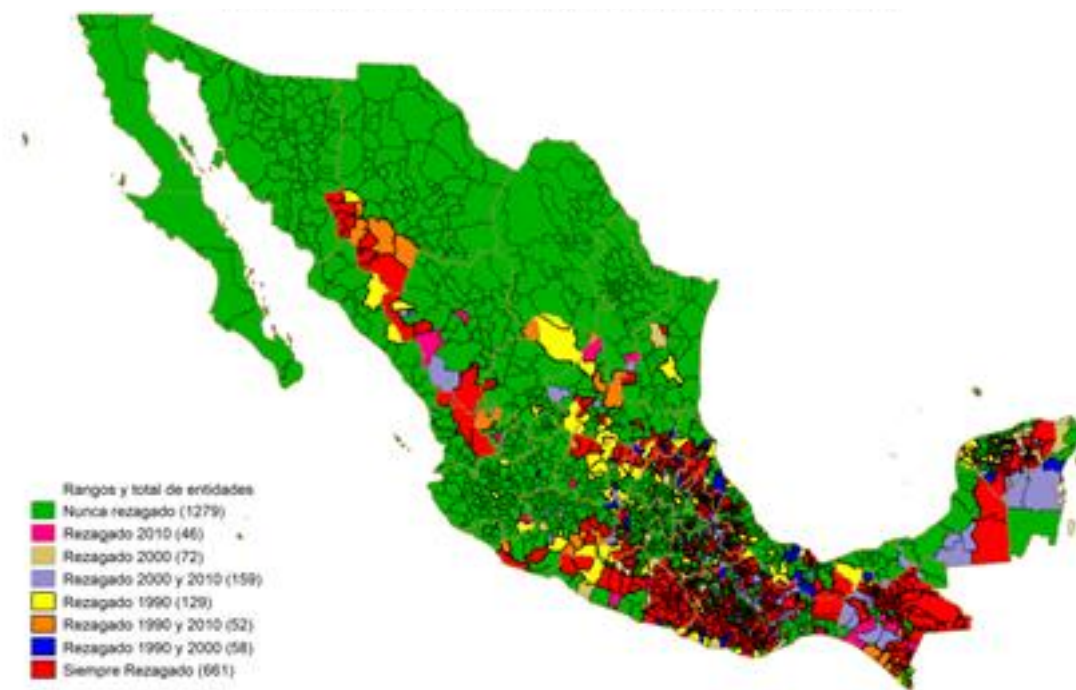 Rangos y total de entidades
Nunca rezagado (1279)
Rezagado 2010 (46)
Rezagado 2000 (72)
Rezagado 2000 y 2010 (159)
Rezagado 1990 (129)
Rezagado 1990 y 2010 (52)
Rezagado 1990 y 2000 (58)
Siempre Rezagado (661)